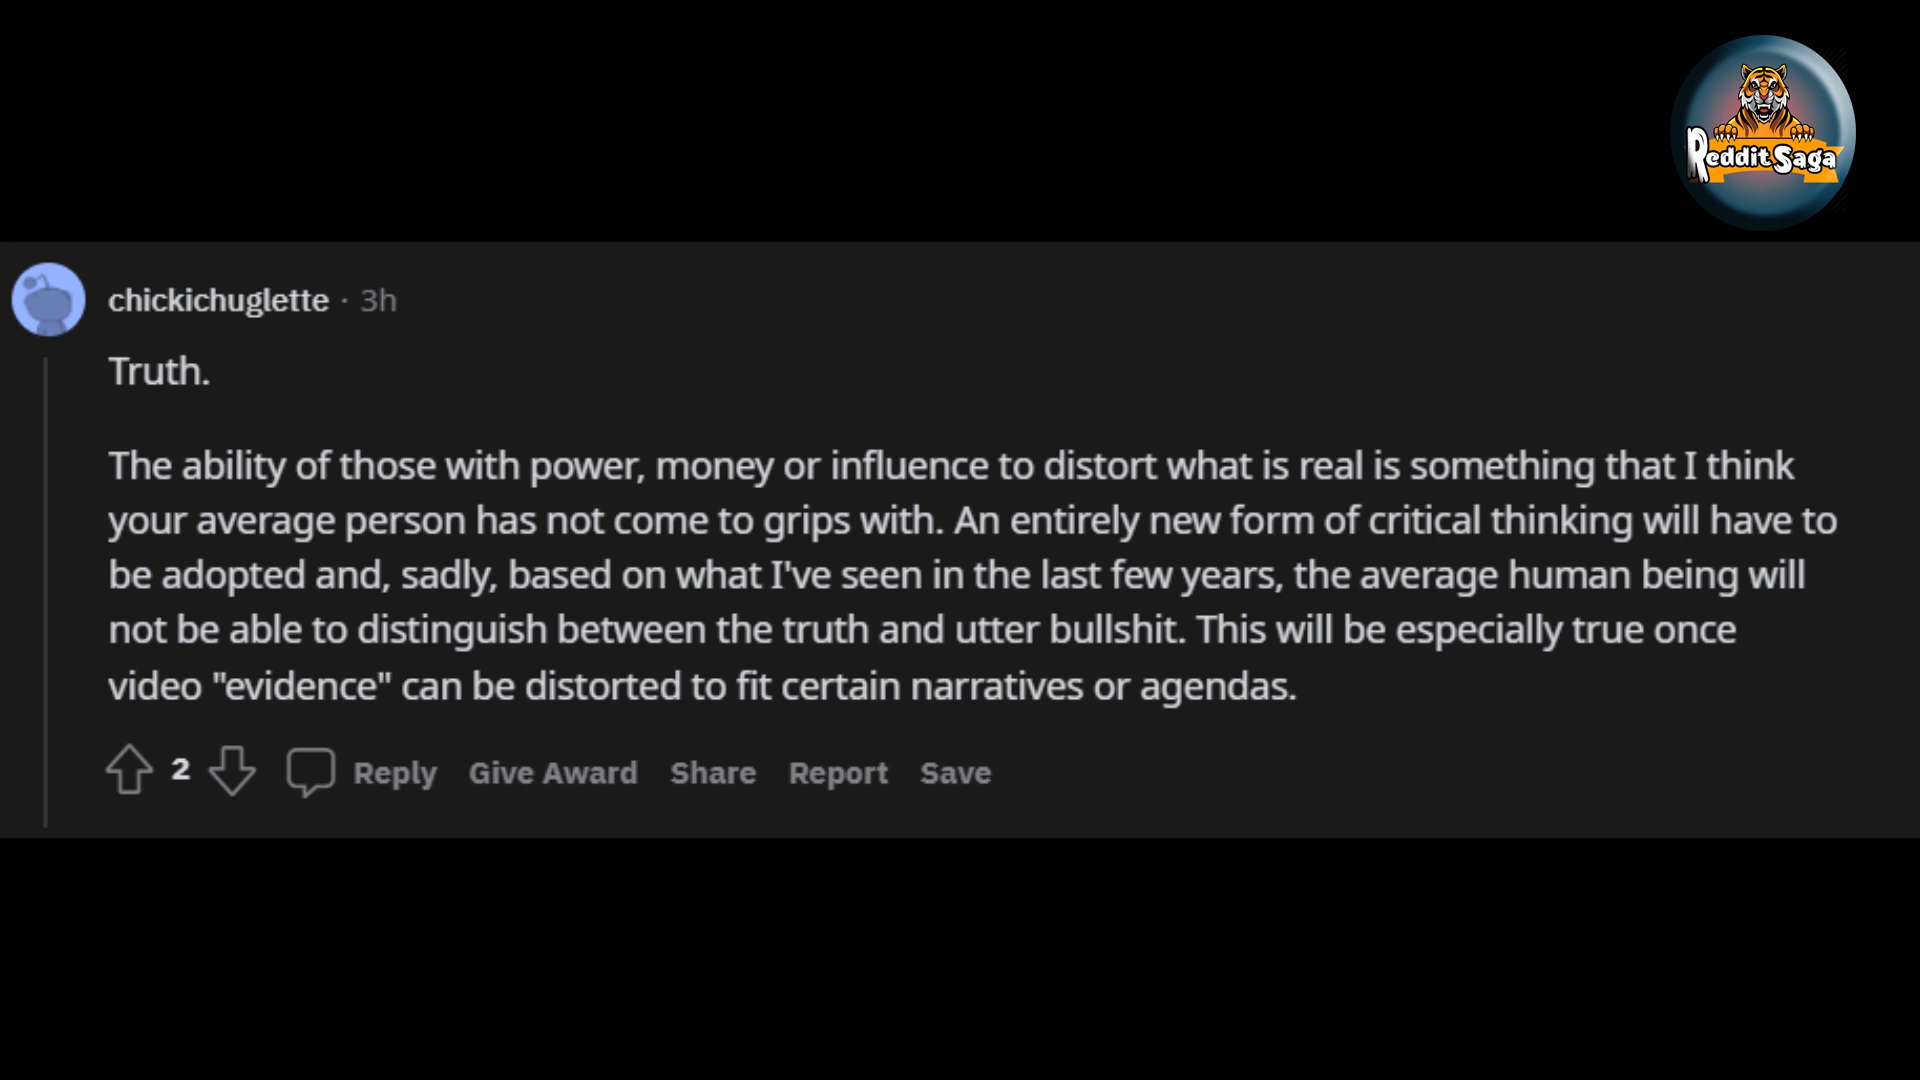 Reddit Saga
chickichuglette · 3h
Truth.
The ability of those with power, money or influence to distort what is real is something that I think
your average person has not come to grips with. An entirely new form of critical thinking will have to
be adopted and, sadly, based on what I've seen in the last few years, the average human being will
not be able to distinguish between the truth and utter bullshit. This will be especially true once
video "evidence" can be distorted to fit certain narratives or agendas.
2 Reply Give Award Share Report Save